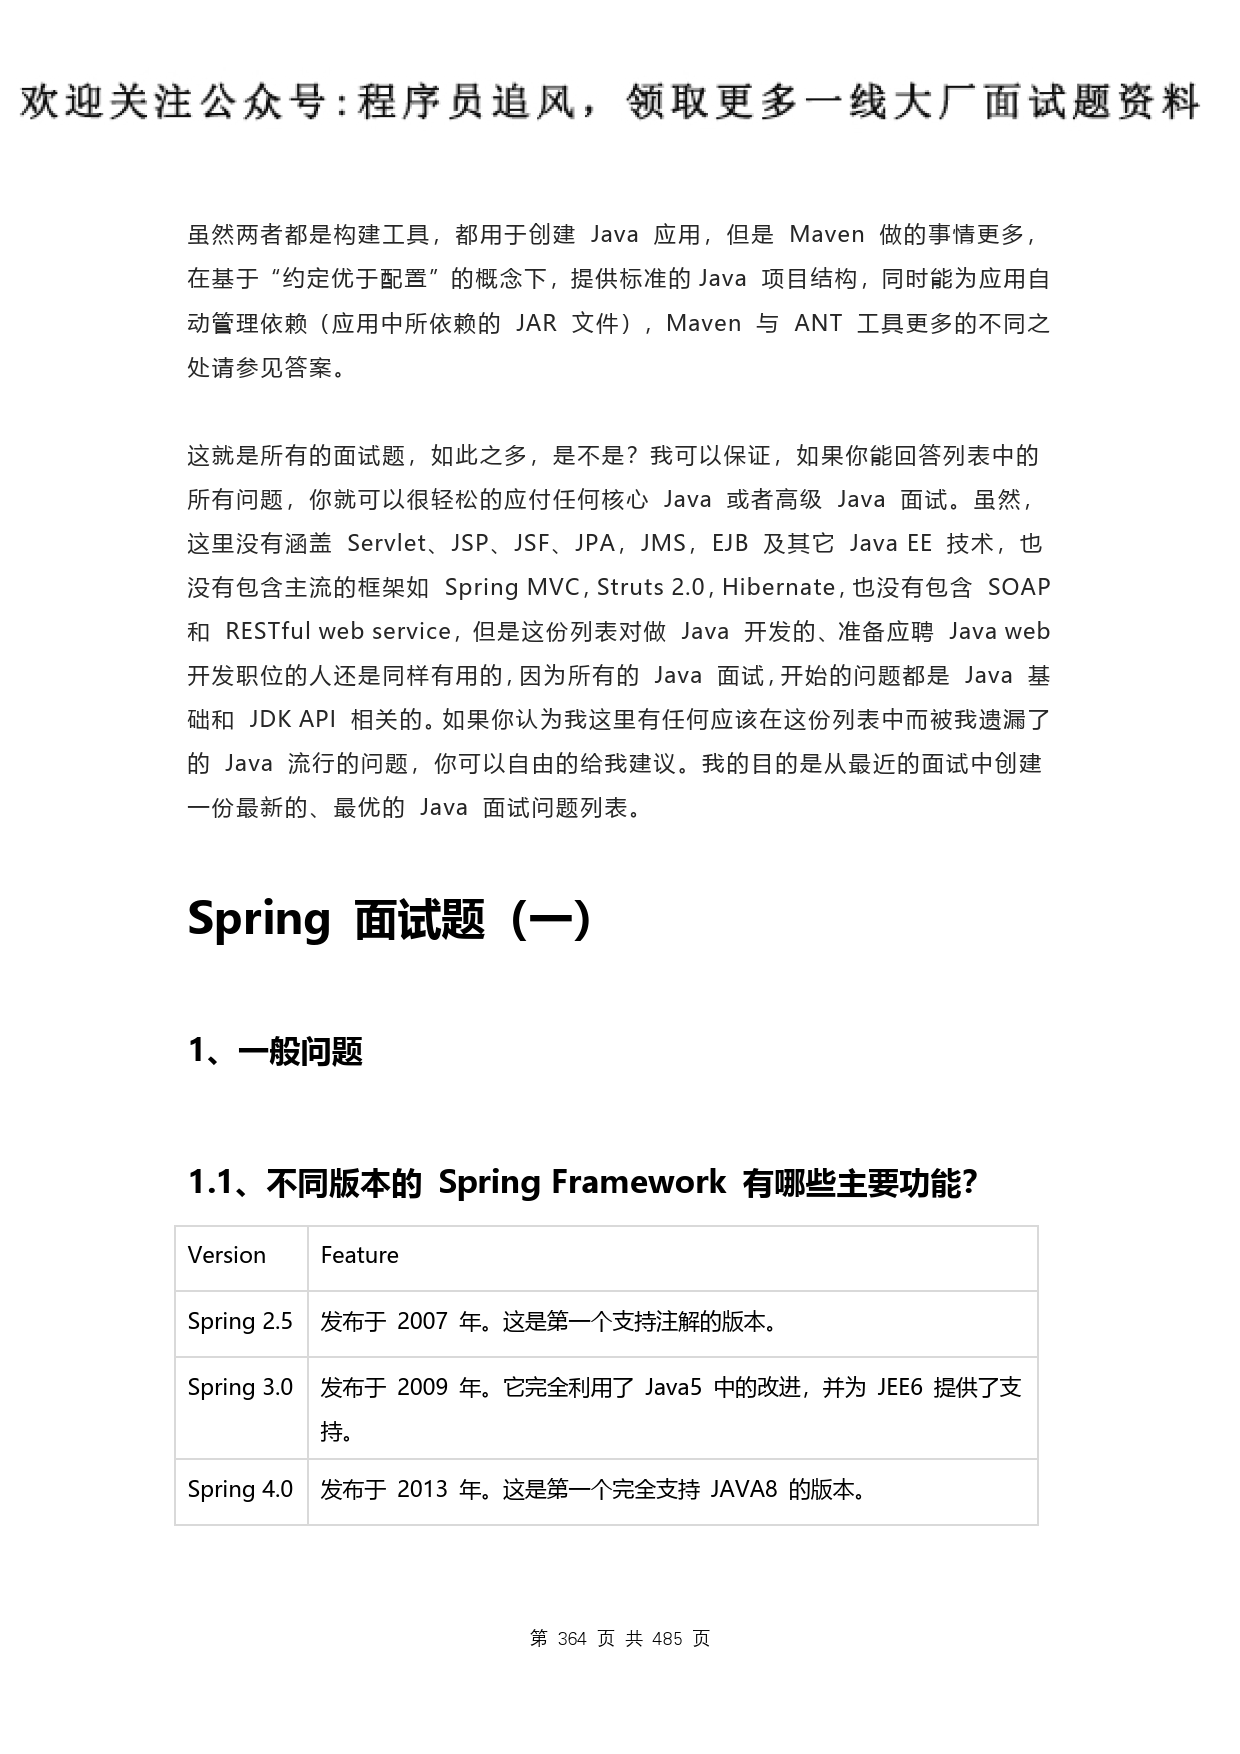 欢迎关注公众号:程序员追风，领取更多一线大厂面试题资料
虽然两者都是构建工具，都用于创建 Java 应用，但是 Maven 做的事情更多，
在基于“约定优于配置”的概念下，提供标准的 Java 项目结构，同时能为应用自
动管理依赖（应用中所依赖的 JAR 文件），Maven 与 ANT 工具更多的不同之
处请参见答案。
这就是所有的面试题，如此之多，是不是？我可以保证，如果你能回答列表中的
所有问题，你就可以很轻松的应付任何核心 Java 或者高级 Java 面试。虽然，
这里没有涵盖 Servlet、JSP、JSF、JPA，JMS，EJB 及其它 Java EE 技术，也
没有包含主流的框架如 Spring MVC，Struts 2.0，Hibernate，也没有包含 SOAP
和 RESTful web service，但是这份列表对做 Java 开发的、准备应聘 Java web
开发职位的人还是同样有用的，因为所有的 Java 面试，开始的问题都是 Java 基
础和 JDK API 相关的。如果你认为我这里有任何应该在这份列表中而被我遗漏了
的 Java 流行的问题，你可以自由的给我建议。我的目的是从最近的面试中创建
一份最新的、最优的 Java 面试问题列表。
Spring 面试题（一）
1、一般问题
1.1、不同版本的 Spring Framework 有哪些主要功能？
Version Feature
Spring 2.5 发布于 2007 年。这是第一个支持注解的版本。
Spring 3.0 发布于 2009 年。它完全利用了 Java5 中的改进，并为 JEE6 提供了支
持。
Spring 4.0 发布于 2013 年。这是第一个完全支持 JAVA8 的版本。
第 364 页 共 485 页